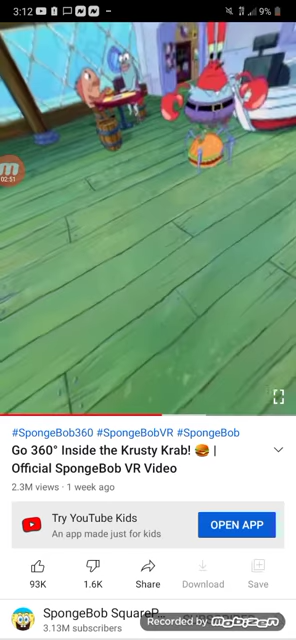 3:12
9%
02:51
#SpongeBob360 #SpongeBobVR #SpongeBob
Go 360° Inside the Krusty Krab! 🍔 |
Official SpongeBob VR Video
2.3M views · 1 week ago
Try YouTube Kids
An app made just for kids
OPEN APP
93K
1.6K
Share
Download
Save
SpongeBob SquareP...
3.13M subscribers
Recorded by Mobizen